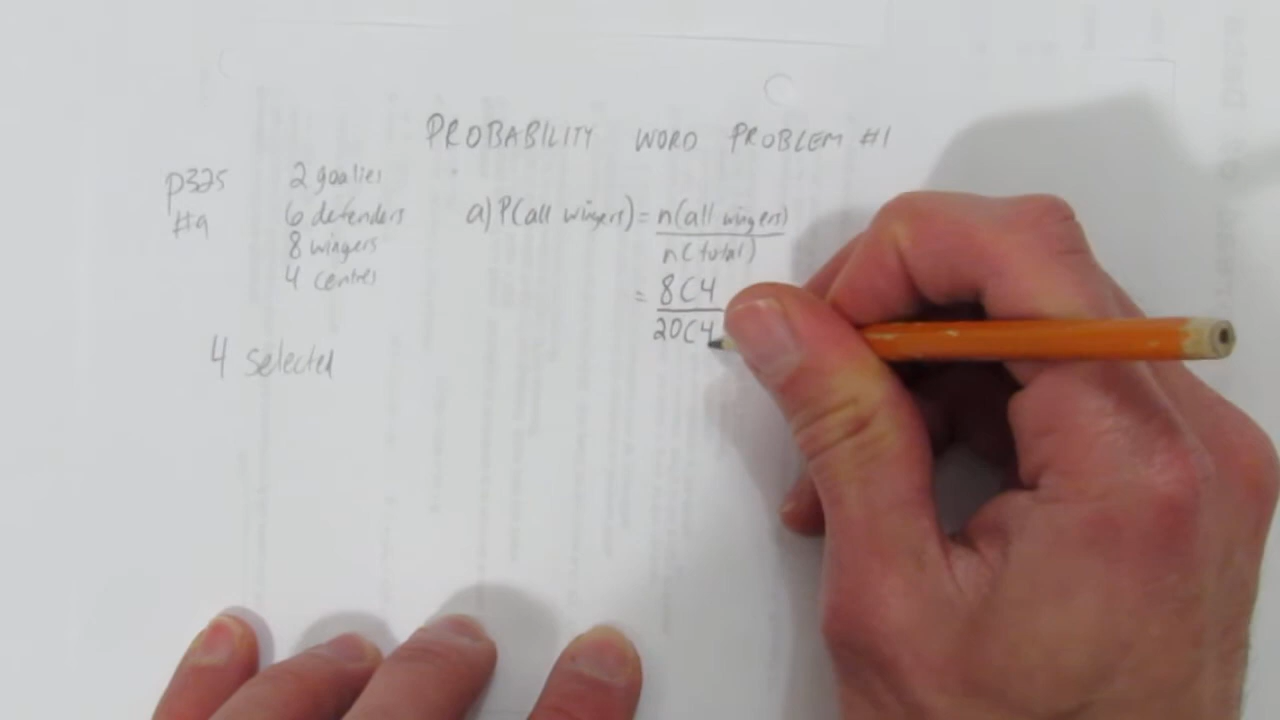 PROBABILITY WORD PROBLEM #1
p325
#9
2 goalies
6 defenders
8 wingers
4 centres
4 selected
a) P(all wingers) = n(all wingers)
n(total)
= 8C4
20C4